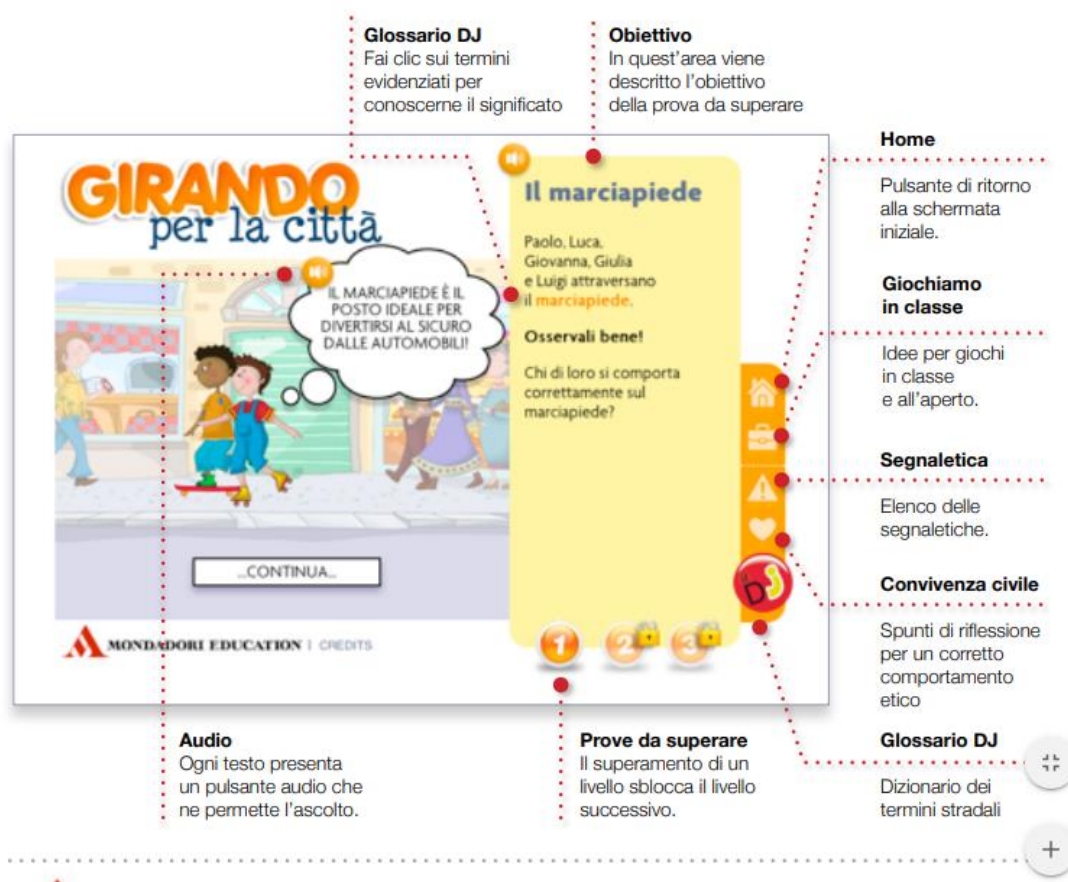 Glossario DJ
Fai clic sui termini
evidenziati per
conoscerne il significato
Obiettivo
In quest'area viene
descritto l'obiettivo
della prova da superare
GIRANDO
per la città
IL MARCIAPIEDE È IL
POSTO IDEALE PER
DIVERTIRSI AL SICURO
DALLE AUTOMOBILI!
...CONTINUA...
MONDADORI EDUCATION | CREDITS
Il marciapiede
Paolo, Luca,
Giovanna, Giulia
e Luigi attraversano
il marciapiede.
Osservali bene!
Chi di loro si comporta
correttamente sul
marciapiede?
1
2
3
DJ
Home
Pulsante di ritorno
alla schermata
iniziale.
Giochiamo
in classe
Idee per giochi
in classe
e all'aperto.
Segnaletica
Elenco delle
segnaletiche.
Convivenza civile
Spunti di riflessione
per un corretto
comportamento
etico
Glossario DJ
Dizionario dei
termini stradali
Audio
Ogni testo presenta
un pulsante audio che
ne permette l'ascolto.
Prove da superare
Il superamento di un
livello sblocca il livello
successivo.